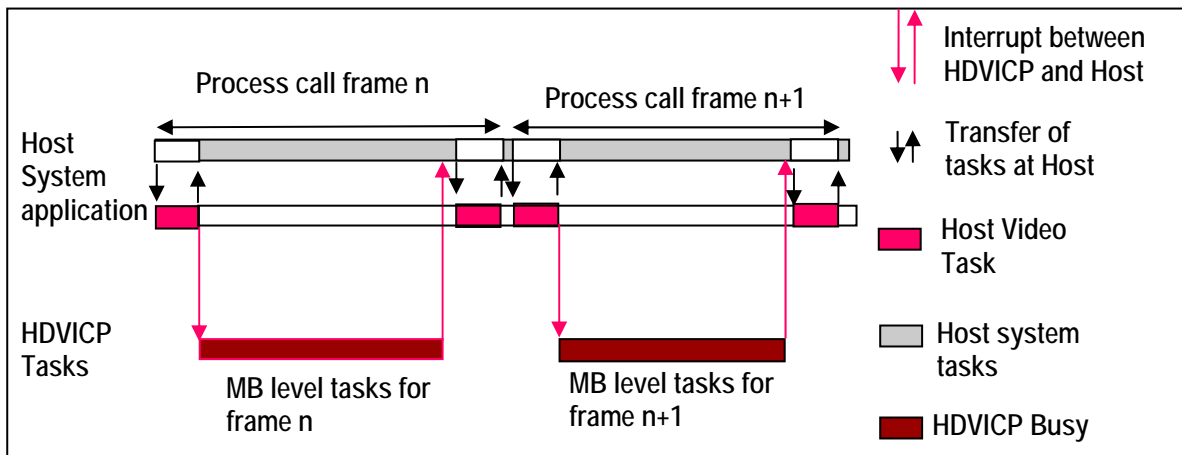 Process call frame n
Process call frame n+1
Host
System
application
HDVICP
Tasks
MB level tasks for
frame n
MB level tasks for
frame n+1
Interrupt between
HDVICP and Host
Transfer of
tasks at Host
Host Video
Task
Host system
tasks
HDVICP Busy